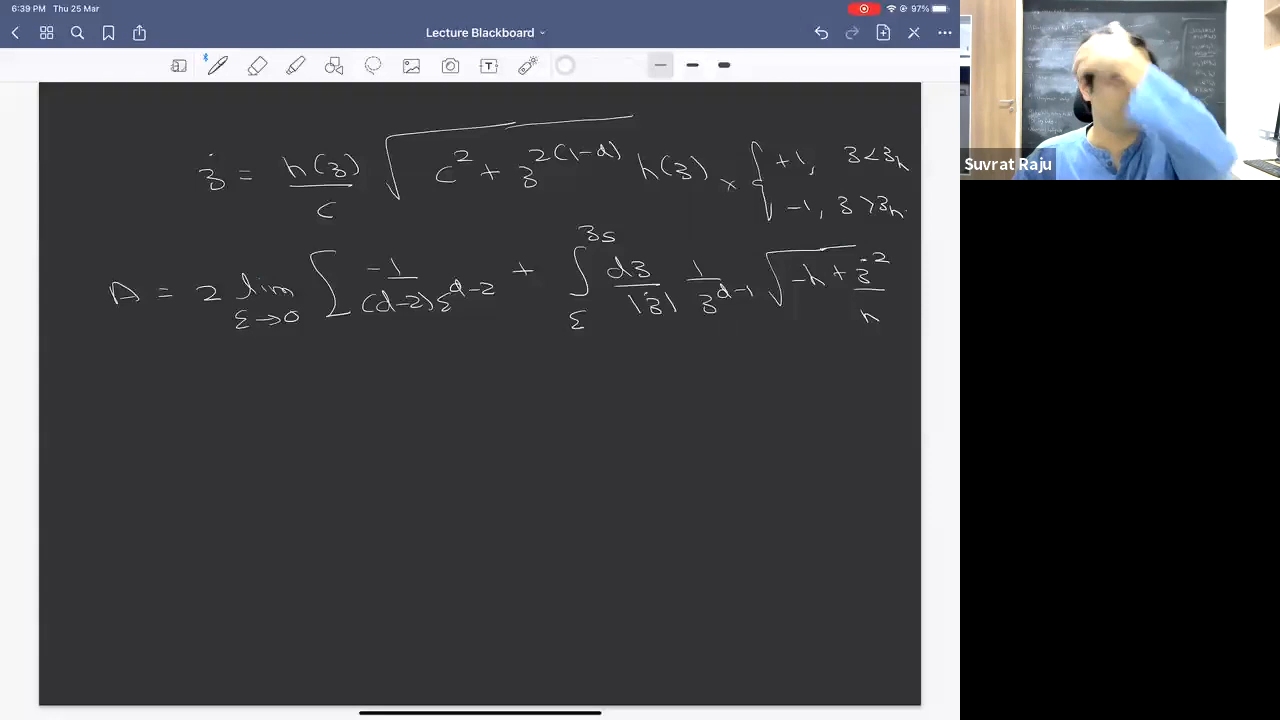 6:39 PM Thu 25 Mar
97%
Lecture Blackboard
T
ż = h(z)/c √(c² + z^{2(1-d)} h(z)) × { +1, z<z_h
-1, z>z_h.
A = 2 lim_{ε→0} [ -1/((d-2)ε^{d-2}) + ∫_ε^{z_s} dz/|ż| 1/z^{d-1} √(-h + ż²/h)
Suvrat Raju